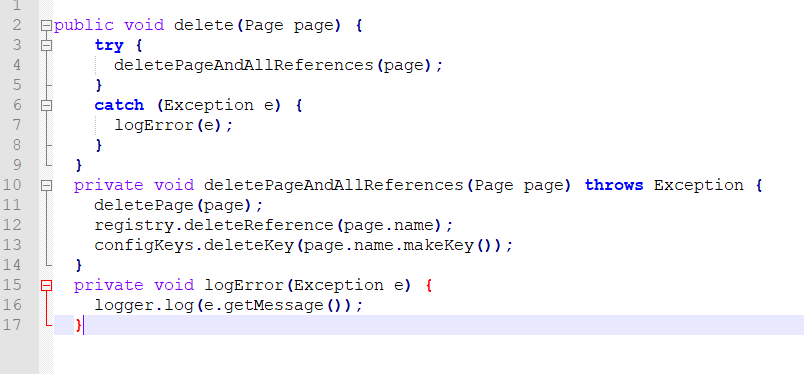 1
2 public void delete(Page page) {
3 try {
4 deletePageAndAllReferences(page);
5 }
6 catch (Exception e) {
7 logError(e);
8 }
9 }
10 private void deletePageAndAllReferences(Page page) throws Exception {
11 deletePage(page);
12 registry.deleteReference(page.name);
13 configKeys.deleteKey(page.name.makeKey());
14 }
15 private void logError(Exception e) {
16 logger.log(e.getMessage());
17 }